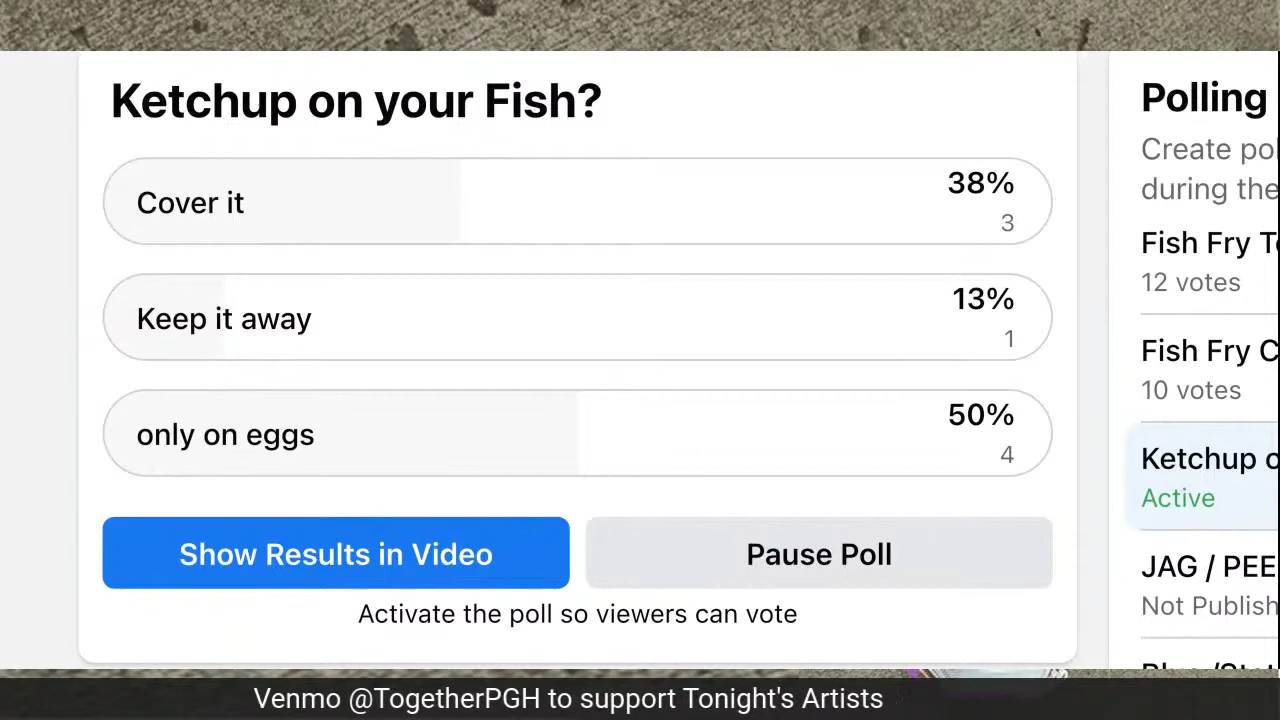 Ketchup on your Fish?
Cover it
38%
3
Keep it away
13%
1
only on eggs
50%
4
Show Results in Video
Pause Poll
Activate the poll so viewers can vote
Polling
Create pol
during the
Fish Fry
12 votes
Fish Fry C
10 votes
Ketchup o
Active
JAG / PEE
Not Publish
Venmo @TogetherPGH to support Tonight's Artists